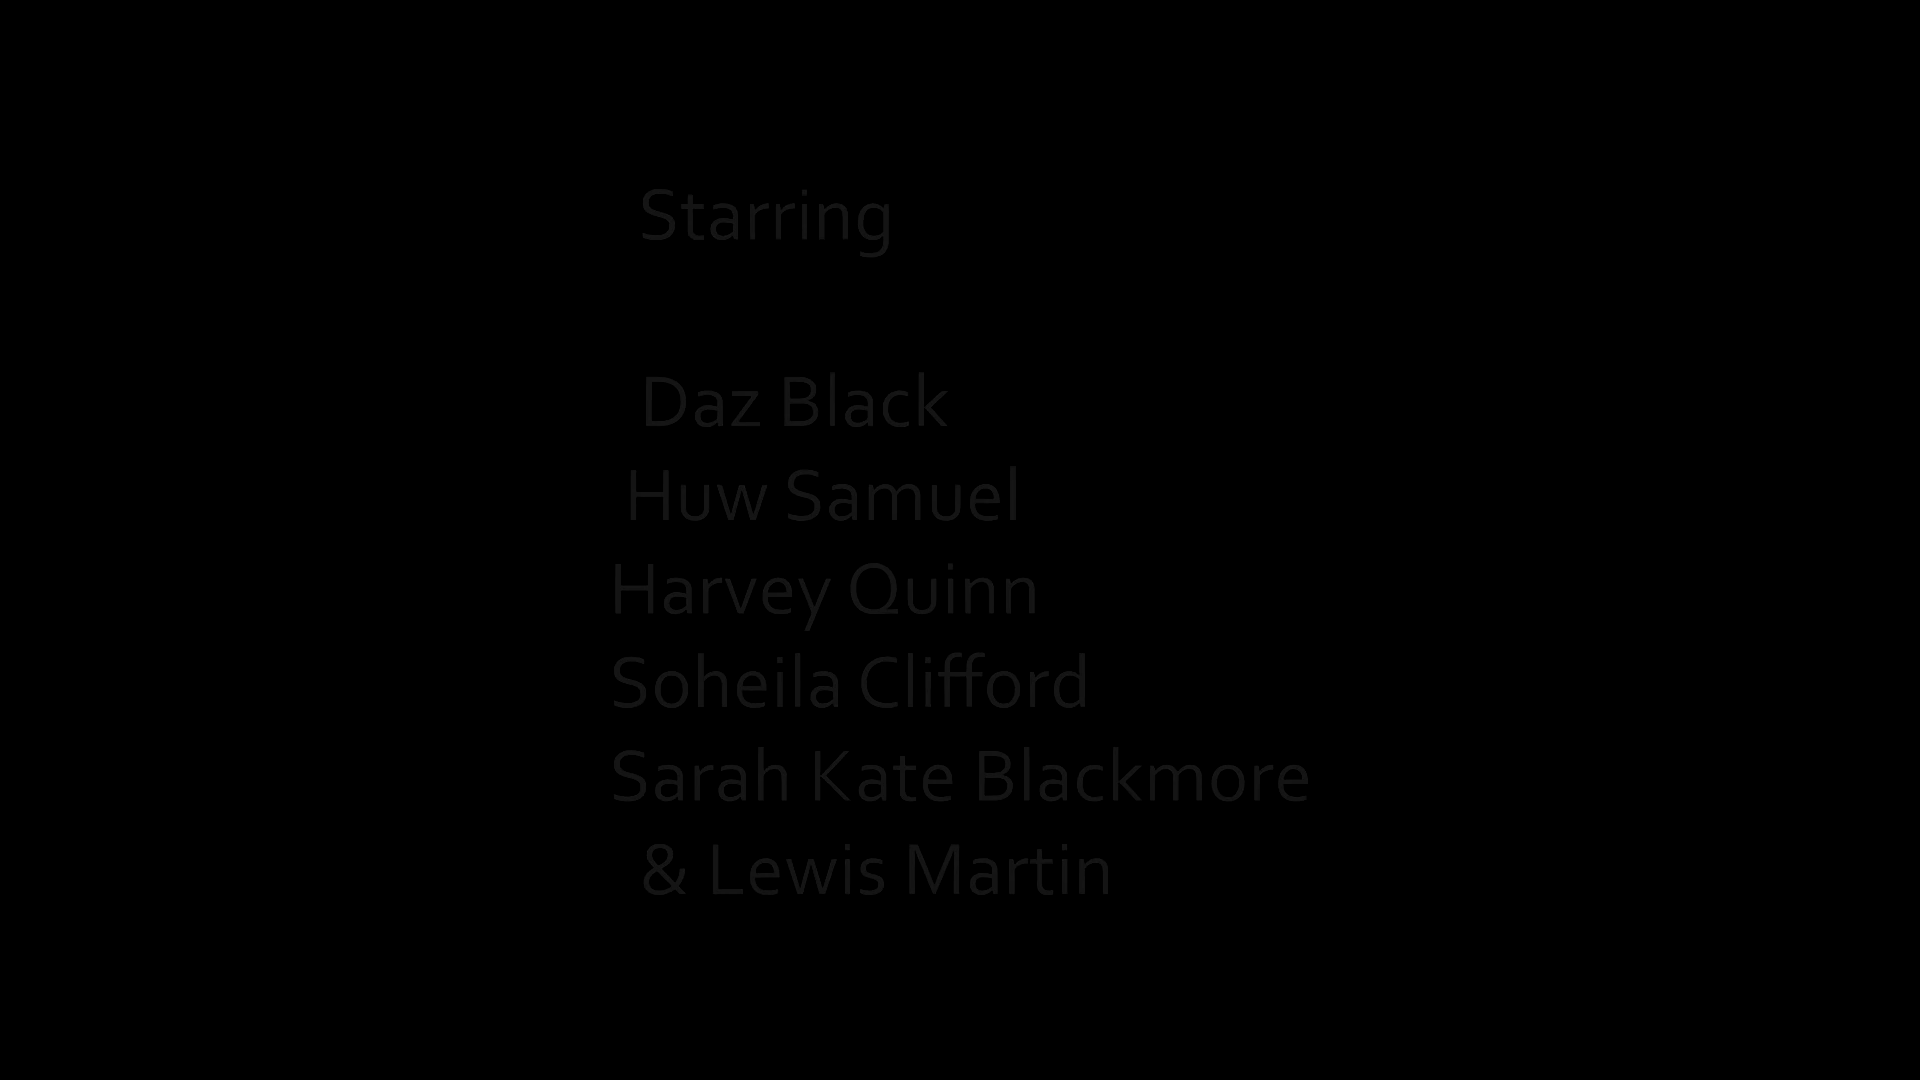 Starring
Daz Black
Huw Samuel
Harvey Quinn
Soheila Clifford
Sarah Kate Blackmore
& Lewis Martin